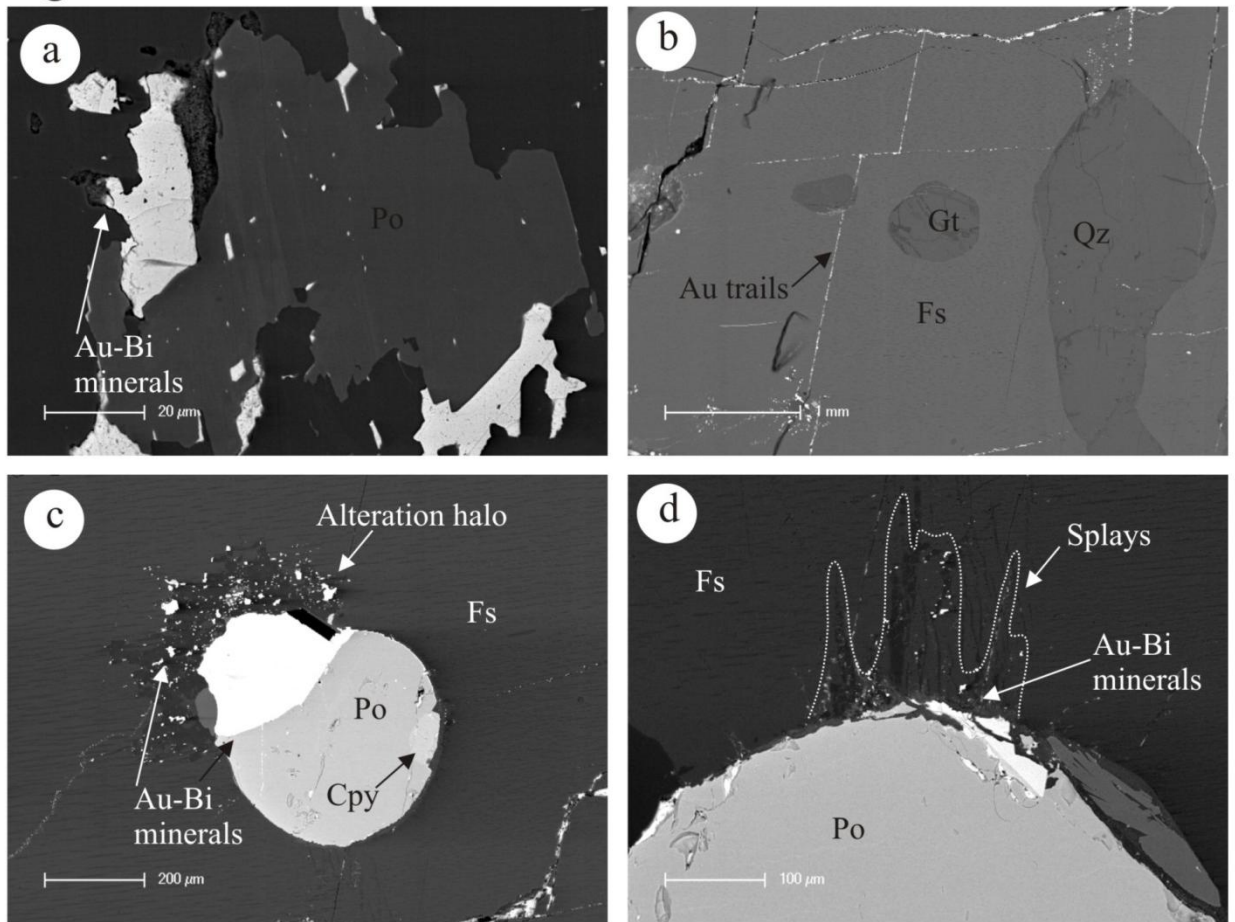 a
Po
Au-Bi
minerals
20 µm
b
Gt
Qz
Au trails
Fs
1 mm
c
Alteration halo
Fs
Po
Cpy
Au-Bi
minerals
200 µm
d
Splays
Fs
Au-Bi
minerals
Po
100 µm